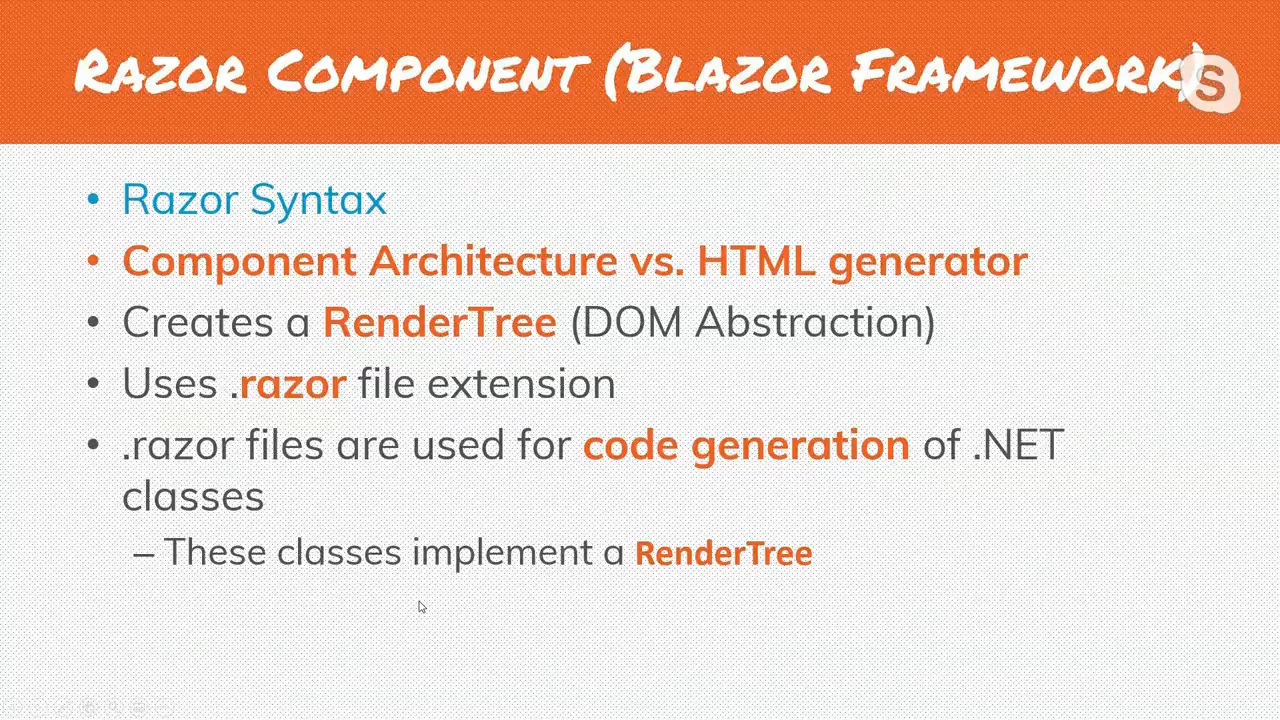 Razor Component (Blazor Framework)
S
• Razor Syntax
• Component Architecture vs. HTML generator
• Creates a RenderTree (DOM Abstraction)
• Uses .razor file extension
• .razor files are used for code generation of .NET
classes
– These classes implement a RenderTree